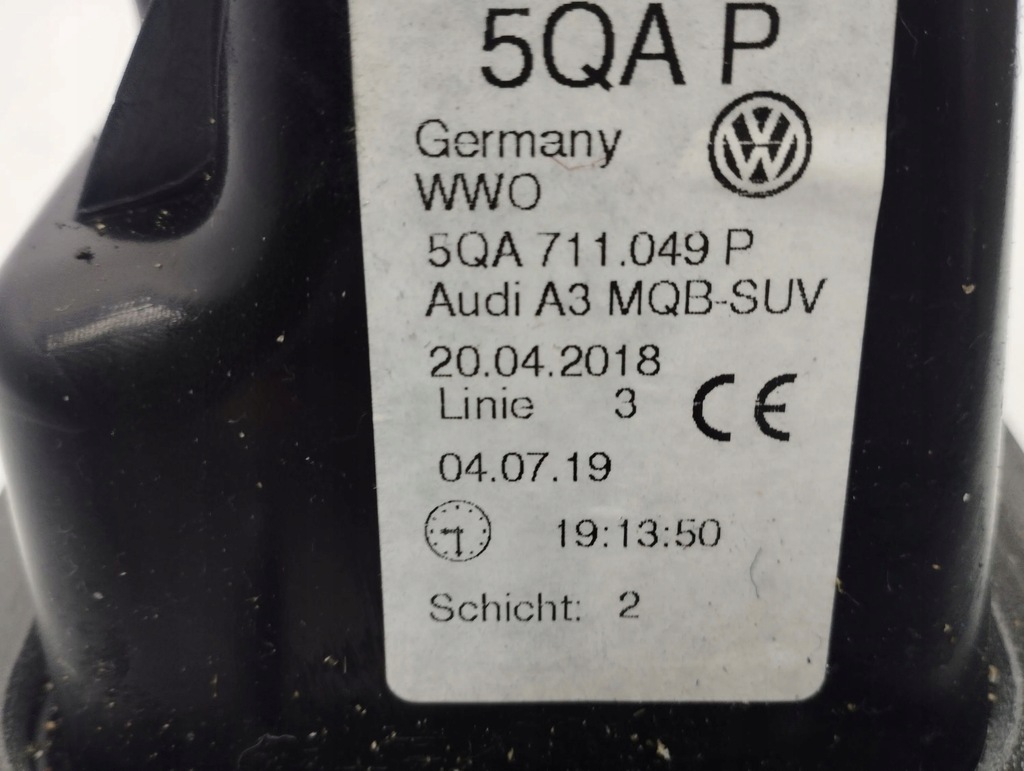 5QA P
Germany
WWO
5QA 711.049 P
Audi A3 MQB-SUV
20.04.2018
Linie 3
CE
04.07.19
19:13:50
Schicht: 2